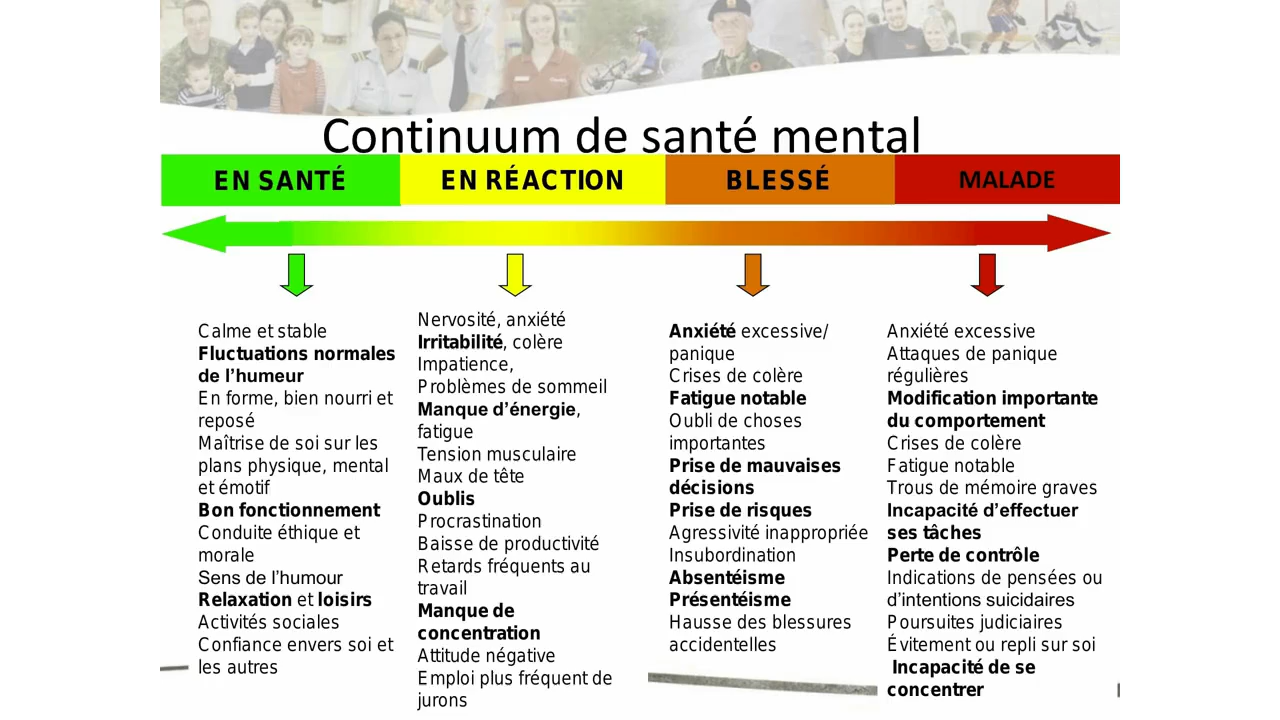 Continuum de santé mental
EN SANTÉ
EN RÉACTION
BLESSÉ
MALADE
Calme et stable
Fluctuations normales
de l’humeur
En forme, bien nourri et
reposé
Maîtrise de soi sur les
plans physique, mental
et émotif
Bon fonctionnement
Conduite éthique et
morale
Sens de l’humour
Relaxation et loisirs
Activités sociales
Confiance envers soi et
les autres
Nervosité, anxiété
Irritabilité, colère
Impatience,
Problèmes de sommeil
Manque d’énergie,
fatigue
Tension musculaire
Maux de tête
Oublis
Procrastination
Baisse de productivité
Retards fréquents au
travail
Manque de
concentration
Attitude négative
Emploi plus fréquent de
jurons
Anxiété excessive/
panique
Crises de colère
Fatigue notable
Oubli de choses
importantes
Prise de mauvaises
décisions
Prise de risques
Agressivité inappropriée
Insubordination
Absentéisme
Présentéisme
Hausse des blessures
accidentelles
Anxiété excessive
Attaques de panique
régulières
Modification importante
du comportement
Crises de colère
Fatigue notable
Trous de mémoire graves
Incapacité d’effectuer
ses tâches
Perte de contrôle
Indications de pensées ou
d’intentions suicidaires
Poursuites judiciaires
Évitement ou repli sur soi
Incapacité de se
concentrer